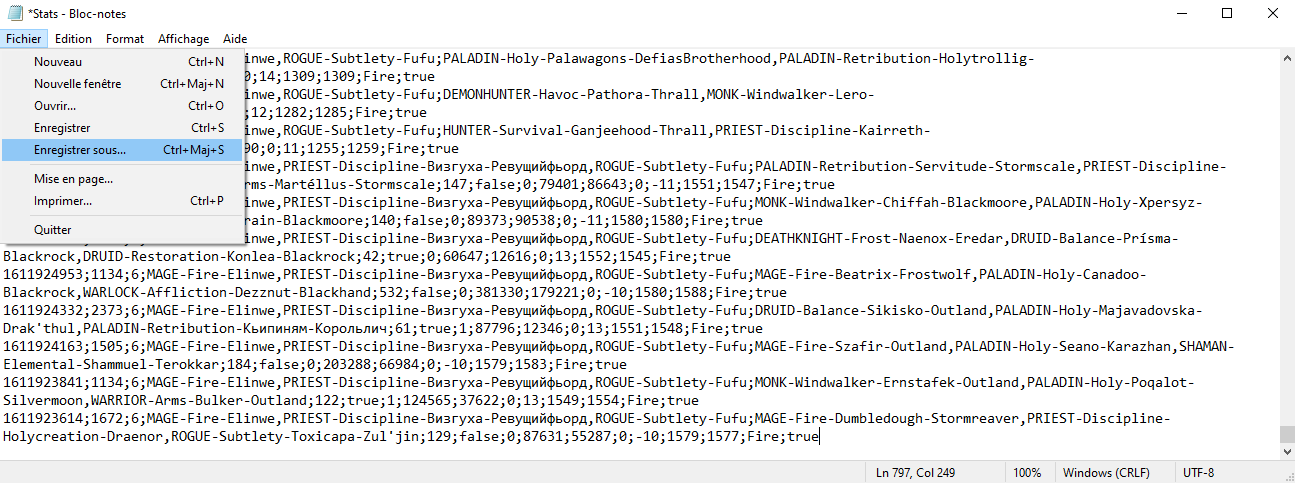 *Stats - Bloc-notes
Fichier Edition Format Affichage Aide
Nouveau Ctrl+N
Nouvelle fenêtre Ctrl+Maj+N
Ouvrir... Ctrl+O
Enregistrer Ctrl+S
Enregistrer sous... Ctrl+Maj+S
Mise en page...
Imprimer... Ctrl+P
Quitter
inwe,ROGUE-Subtlety-Fufu;PALADIN-Holy-Palawagons-DefiasBrotherhood,PALADIN-Retribution-Holytrollig-
0;14;1309;1309;Fire;true
inwe,ROGUE-Subtlety-Fufu;DEMONHUNTER-Havoc-Pathora-Thrall,MONK-Windwalker-Lero-
;12;1282;1285;Fire;true
inwe,ROGUE-Subtlety-Fufu;HUNTER-Survival-Ganjeehood-Thrall,PRIEST-Discipline-Kairreth-
90;0;11;1255;1259;Fire;true
inwe,PRIEST-Discipline-Визгуха-Ревущийфьорд,ROGUE-Subtlety-Fufu;PALADIN-Retribution-Servitude-Stormscale,PRIEST-Discipline-
rms-Martéllus-Stormscale;147;false;0;79401;86643;0;-11;1551;1547;Fire;true
inwe,PRIEST-Discipline-Визгуха-Ревущийфьорд,ROGUE-Subtlety-Fufu;MONK-Windwalker-Chiffah-Blackmoore,PALADIN-Holy-Xpersyz-
rain-Blackmoore;140;false;0;89373;90538;0;-11;1580;1580;Fire;true
inwe,PRIEST-Discipline-Визгуха-Ревущийфьорд,ROGUE-Subtlety-Fufu;DEATHKNIGHT-Frost-Naenox-Eredar,DRUID-Balance-Prísma-
Blackrock,DRUID-Restoration-Konlea-Blackrock;42;true;0;60647;12616;0;13;1552;1545;Fire;true
1611924953;1134;6;MAGE-Fire-Elinwe,PRIEST-Discipline-Визгуха-Ревущийфьорд,ROGUE-Subtlety-Fufu;MAGE-Fire-Beatrix-Frostwolf,PALADIN-Holy-Canadoo-
Blackrock,WARLOCK-Affliction-Dezznut-Blackhand;532;false;0;381330;179221;0;-10;1580;1588;Fire;true
1611924332;2373;6;MAGE-Fire-Elinwe,PRIEST-Discipline-Визгуха-Ревущийфьорд,ROGUE-Subtlety-Fufu;DRUID-Balance-Sikisko-Outland,PALADIN-Holy-Majavadovska-
Drak'thul,PALADIN-Retribution-Кьипиням-Корольлич;61;true;1;87796;12346;0;13;1551;1548;Fire;true
1611924163;1505;6;MAGE-Fire-Elinwe,PRIEST-Discipline-Визгуха-Ревущийфьорд,ROGUE-Subtlety-Fufu;MAGE-Fire-Szafir-Outland,PALADIN-Holy-Seano-Karazhan,SHAMAN-
Elemental-Shammuel-Terokkar;184;false;0;203288;66984;0;-10;1579;1583;Fire;true
1611923841;1134;6;MAGE-Fire-Elinwe,PRIEST-Discipline-Визгуха-Ревущийфьорд,ROGUE-Subtlety-Fufu;MONK-Windwalker-Ernstafek-Outland,PALADIN-Holy-Poqalot-
Silvermoon,WARRIOR-Arms-Bulker-Outland;122;true;1;124565;37622;0;13;1549;1554;Fire;true
1611923614;1672;6;MAGE-Fire-Elinwe,PRIEST-Discipline-Визгуха-Ревущийфьорд,ROGUE-Subtlety-Fufu;MAGE-Fire-Dumbledough-Stormreaver,PRIEST-Discipline-
Holycreation-Draenor,ROGUE-Subtlety-Toxicapa-Zul'jin;129;false;0;87631;55287;0;-10;1579;1577;Fire;true
Ln 797, Col 249 100% Windows (CRLF) UTF-8